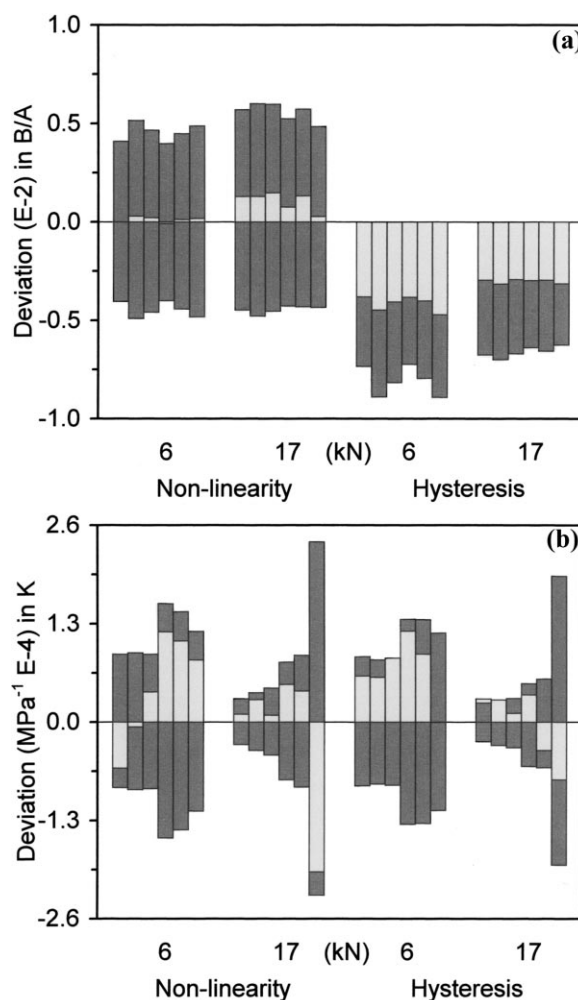 (a)
Deviation (E-2) in B/A
1.0
0.5
0.0
-0.5
-1.0
6 17 (kN) 6 17
Non-linearity Hysteresis
(b)
Deviation (MPa⁻¹ E-4) in K
2.6
1.3
0.0
-1.3
-2.6
6 17 (kN) 6 17
Non-linearity Hysteresis